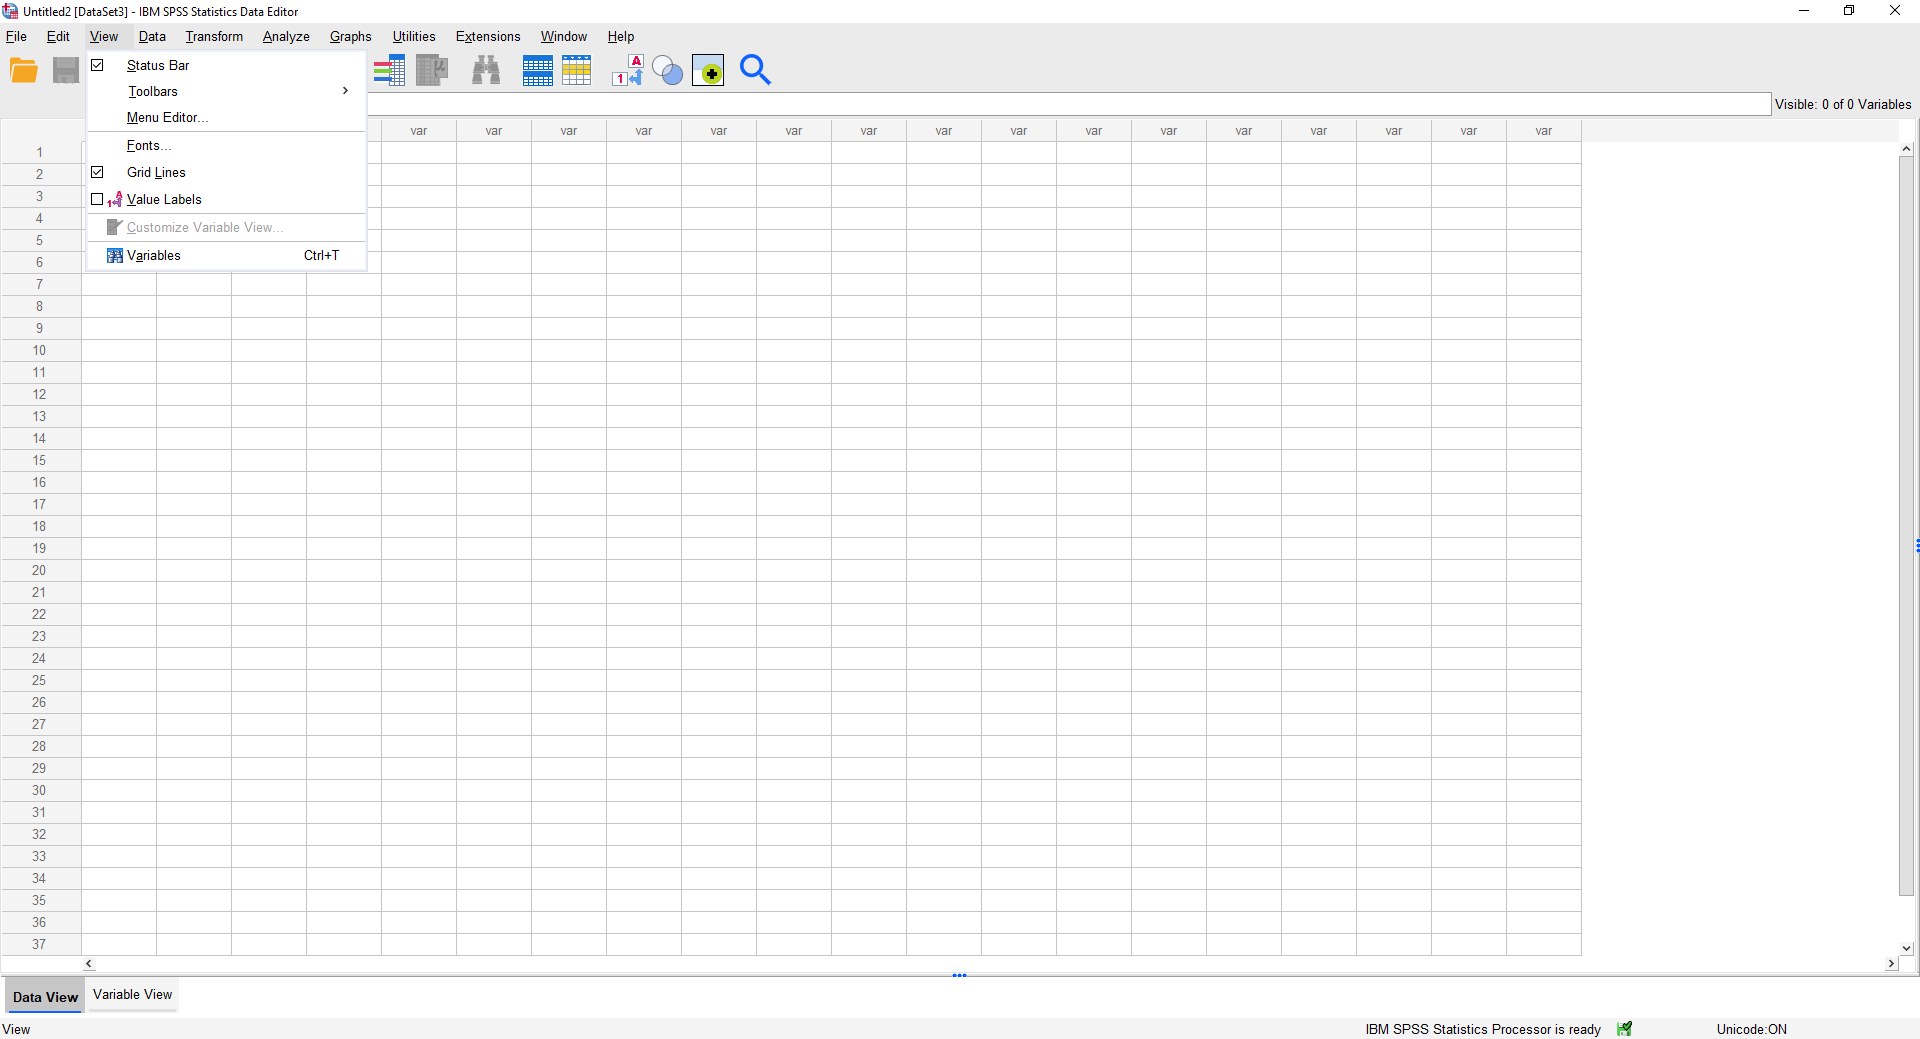 Untitled2 [DataSet3] - IBM SPSS Statistics Data Editor
File Edit View Data Transform Analyze Graphs Utilities Extensions Window Help
Status Bar
Toolbars
Menu Editor...
Fonts...
Grid Lines
Value Labels
Customize Variable View...
Variables Ctrl+T
Visible: 0 of 0 Variables
var var var var var var var var var var var var var var var var
1
2
3
4
5
6
7
8
9
10
11
12
13
14
15
16
17
18
19
20
21
22
23
24
25
26
27
28
29
30
31
32
33
34
35
36
37
Data View Variable View
View IBM SPSS Statistics Processor is ready Unicode:ON